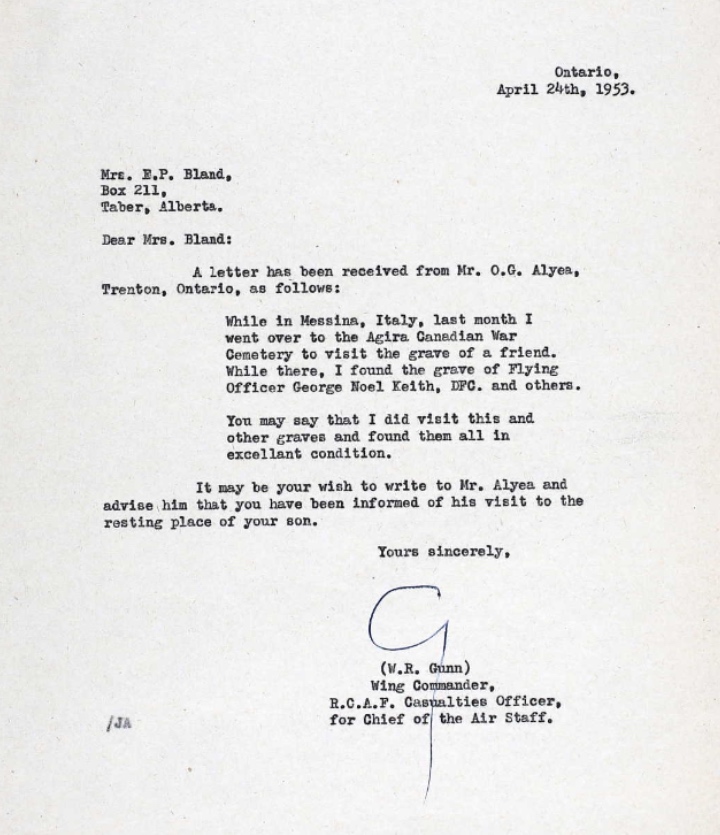 Ontario,
April 24th, 1953.
Mrs. E.P. Bland,
Box 211,
Taber, Alberta.
Dear Mrs. Bland:
A letter has been received from Mr. O.G. Alyea,
Trenton, Ontario, as follows:
While in Messina, Italy, last month I
went over to the Agira Canadian War
Cemetery to visit the grave of a friend.
While there, I found the grave of Flying
Officer George Noel Keith, DFC. and others.
You may say that I did visit this and
other graves and found them all in
excellant condition.
It may be your wish to write to Mr. Alyea and
advise him that you have been informed of his visit to the
resting place of your son.
Yours sincerely,
G
(W.R. Gunn)
Wing Commander,
R.C.A.F. Casualties Officer,
for Chief of the Air Staff.
/JA